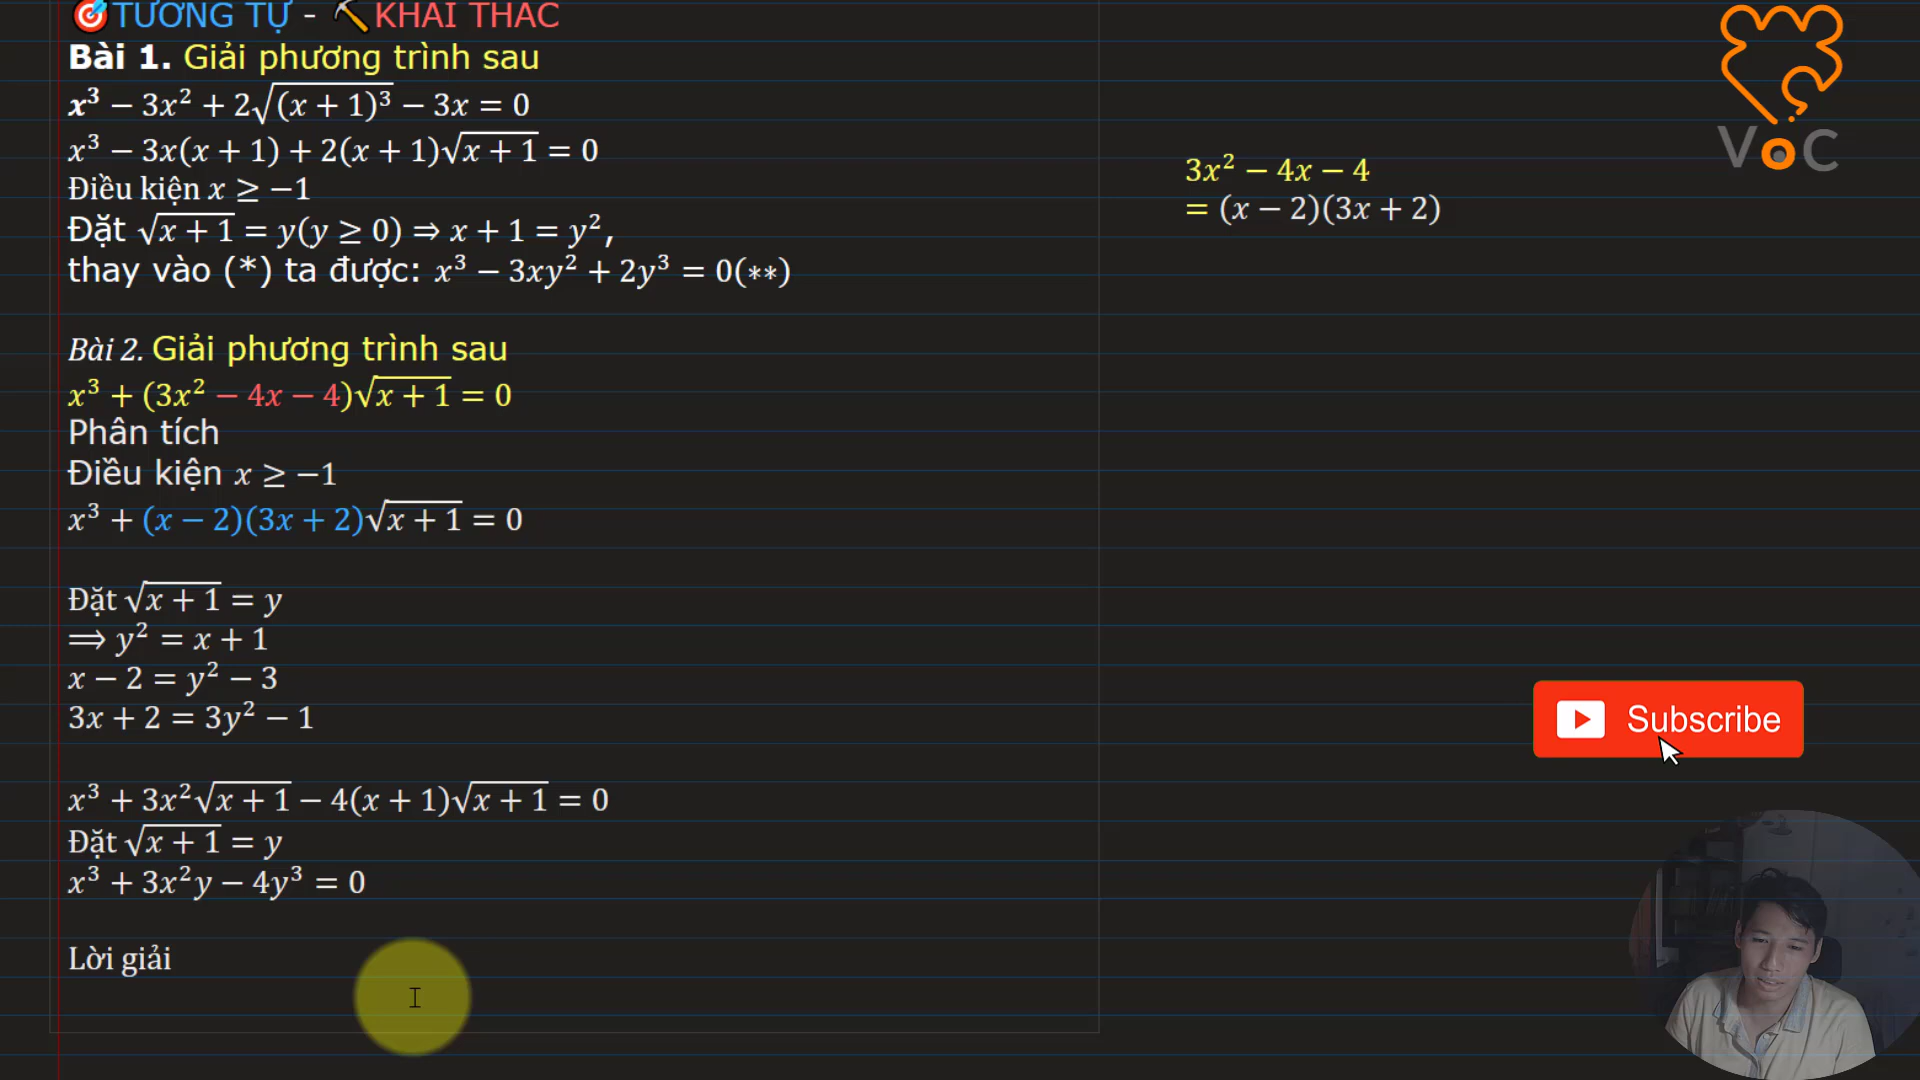 🎯TƯƠNG TỰ - ⛏KHAI THÁC
Bài 1. Giải phương trình sau
x³ − 3x² + 2√((x + 1)³) − 3x = 0
x³ − 3x(x + 1) + 2(x + 1)√(x + 1) = 0
Điều kiện x ≥ −1
Đặt √(x + 1) = y(y ≥ 0) ⇒ x + 1 = y²,
thay vào (*) ta được: x³ − 3xy² + 2y³ = 0(∗∗)
Bài 2. Giải phương trình sau
x³ + (3x² − 4x − 4)√(x + 1) = 0
Phân tích
Điều kiện x ≥ −1
x³ + (x − 2)(3x + 2)√(x + 1) = 0
Đặt √(x + 1) = y
⟹ y² = x + 1
x − 2 = y² − 3
3x + 2 = 3y² − 1
x³ + 3x²√(x + 1) − 4(x + 1)√(x + 1) = 0
Đặt √(x + 1) = y
x³ + 3x²y − 4y³ = 0
Lời giải
3x² − 4x − 4
= (x − 2)(3x + 2)
VOC
Subscribe